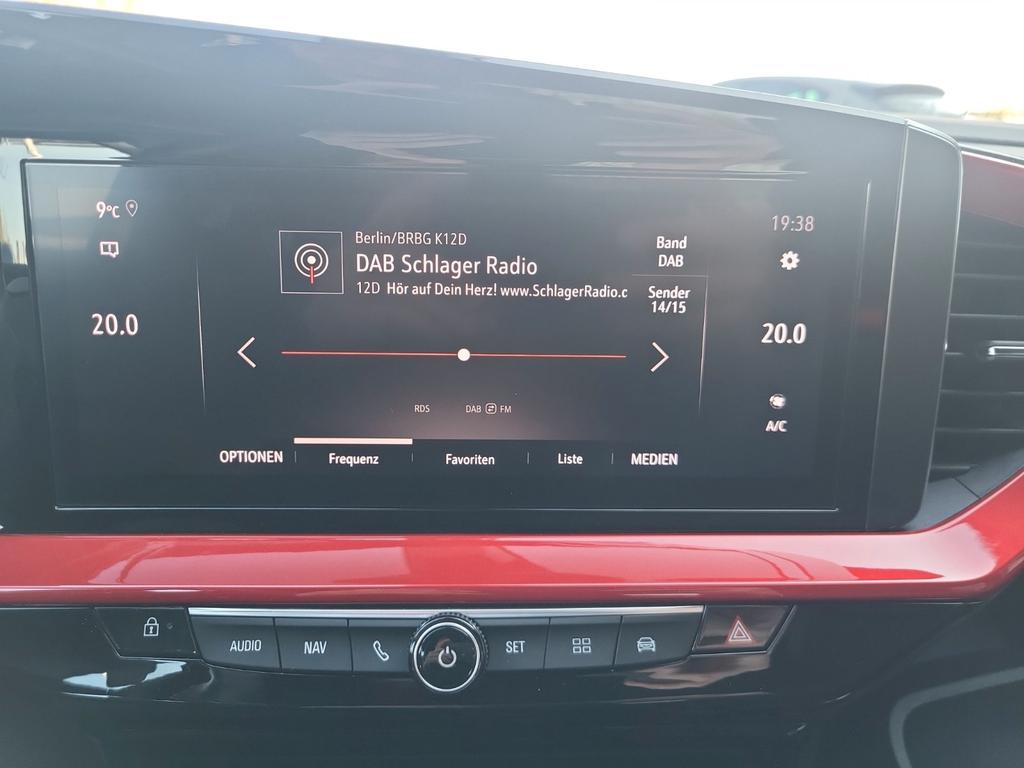 9°C
19:38
Berlin/BRBG K12D
DAB Schlager Radio
12D Hör auf Dein Herz! www.SchlagerRadio.c
Band
DAB
Sender
14/15
20.0
20.0
RDS
DAB FM
A/C
OPTIONEN
Frequenz
Favoriten
Liste
MEDIEN
AUDIO
NAV
SET